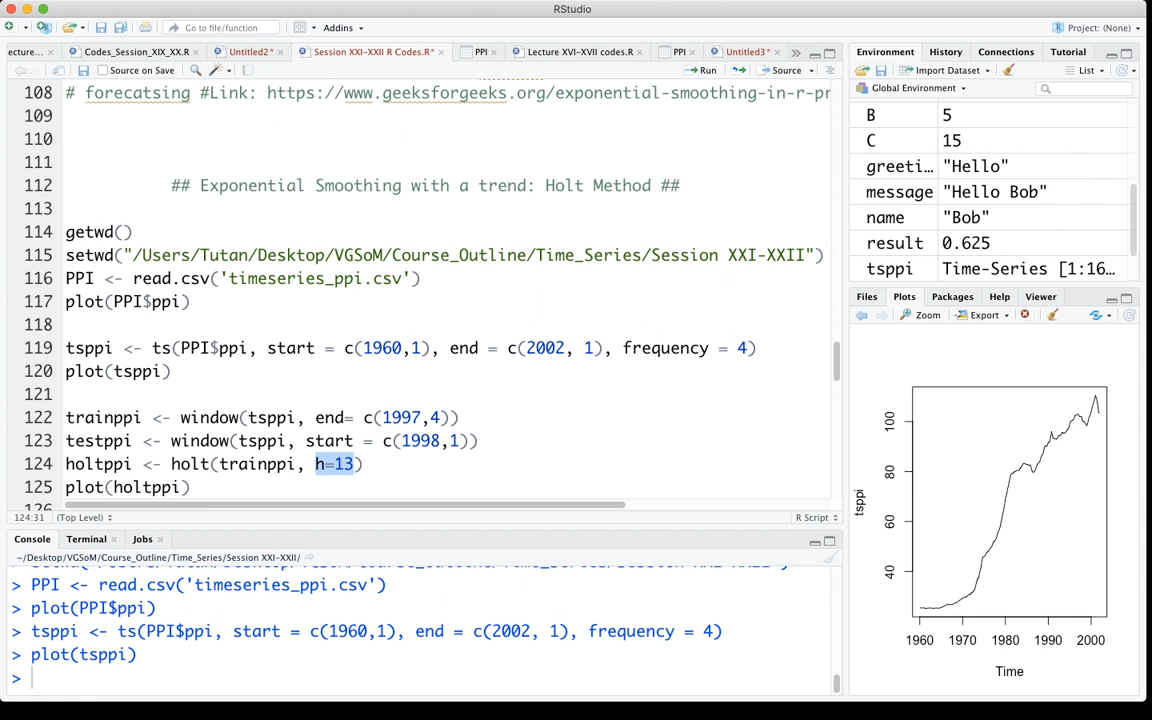 RStudio
Go to file/function
Addins
Project: (None)
ecture...
Codes_Session_XIX_XX.R
Untitled2*
Session XXI-XXII R Codes.R*
PPI
Lecture XVI-XVII codes.R
PPI
Untitled3*
Source on Save
Run
Source
108 # forecatsing #Link: https://www.geeksforgeeks.org/exponential-smoothing-in-r-pr
109
110
111
112 ## Exponential Smoothing with a trend: Holt Method ##
113
114 getwd()
115 setwd("/Users/Tutan/Desktop/VGSoM/Course_Outline/Time_Series/Session XXI-XXII")
116 PPI <- read.csv('timeseries_ppi.csv')
117 plot(PPI$ppi)
118
119 tsppi <- ts(PPI$ppi, start = c(1960,1), end = c(2002, 1), frequency = 4)
120 plot(tsppi)
121
122 trainppi <- window(tsppi, end= c(1997,4))
123 testppi <- window(tsppi, start = c(1998,1))
124 holtppi <- holt(trainppi, h=13)
125 plot(holtppi)
126
124:31 (Top Level) R Script
Console Terminal Jobs
~/Desktop/VGSoM/Course_Outline/Time_Series/Session XXI-XXII/
> PPI <- read.csv('timeseries_ppi.csv')
> plot(PPI$ppi)
> tsppi <- ts(PPI$ppi, start = c(1960,1), end = c(2002, 1), frequency = 4)
> plot(tsppi)
>
Environment History Connections Tutorial
Import Dataset List
Global Environment
B 5
C 15
greeti… "Hello"
message "Hello Bob"
name "Bob"
result 0.625
tsppi Time-Series [1:16…
Files Plots Packages Help Viewer
Zoom Export
tsppi
100
80
60
40
1960 1970 1980 1990 2000
Time